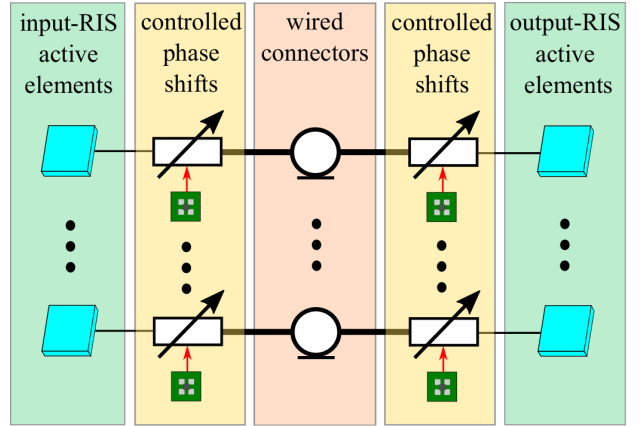 input-RIS
active
elements
controlled
phase
shifts
wired
connectors
controlled
phase
shifts
output-RIS
active
elements